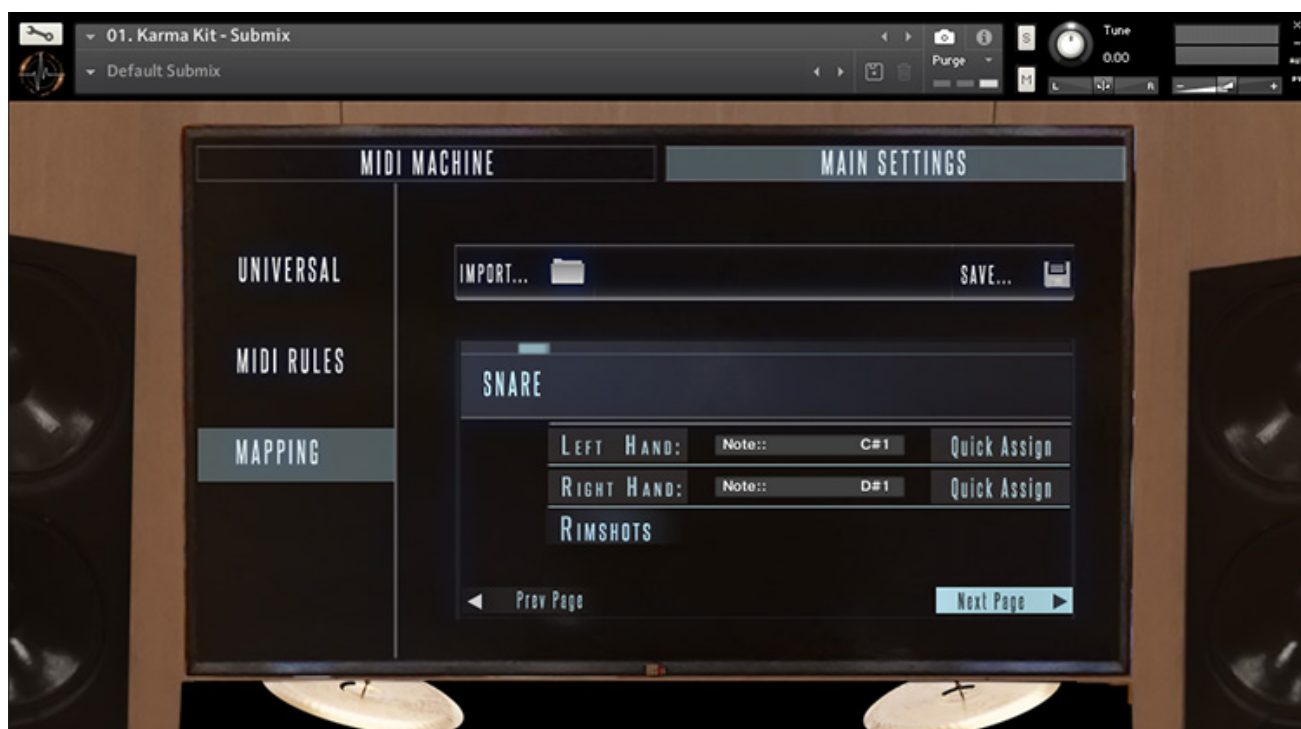 01. Karma Kit - Submix
Default Submix
Purge
S
M
Tune
0.00
L R
- +
MIDI MACHINE
MAIN SETTINGS
UNIVERSAL
MIDI RULES
MAPPING
IMPORT...
SAVE...
SNARE
LEFT HAND: Note:: C#1 Quick Assign
RIGHT HAND: Note:: D#1 Quick Assign
RIMSHOTS
Prev Page
Next Page